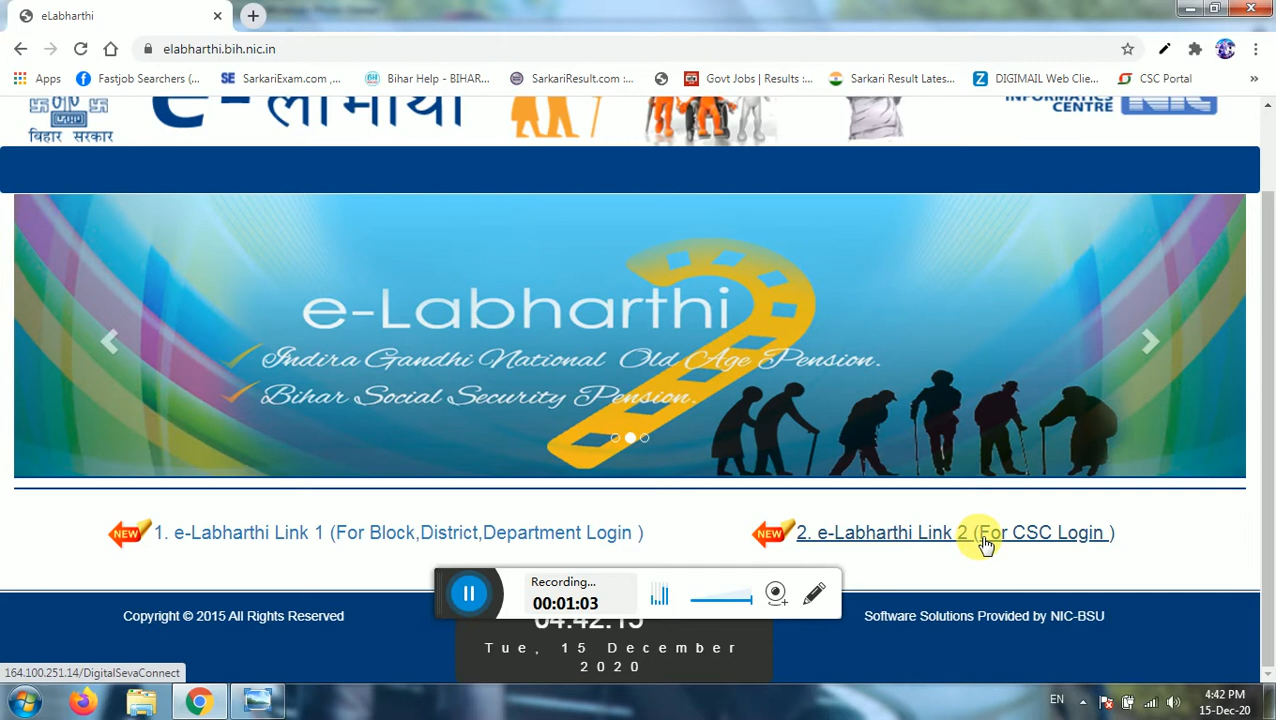 eLabharthi
elabharthi.bih.nic.in
Apps
Fastjob Searchers (...
SE SarkariExam.com ,...
Bihar Help - BIHAR...
SarkariResult.com :...
Govt Jobs | Results :...
Sarkari Result Lates...
Z DIGIMAIL Web Clie...
CSC Portal
»
बिहार सरकार
e-लाभार्थी
INFORMATICS
CENTRE
NIC
e-Labharthi
Indira Gandhi National Old Age Pension.
Bihar Social Security Pension.
1. e-Labharthi Link 1 (For Block,District,Department Login )
2. e-Labharthi Link 2 (For CSC Login )
Recording...
00:01:03
Copyright © 2015 All Rights Reserved
04:42:15
Tue, 15 December
2020
Software Solutions Provided by NIC-BSU
164.100.251.14/DigitalSevaConnect
EN
4:42 PM
15-Dec-20